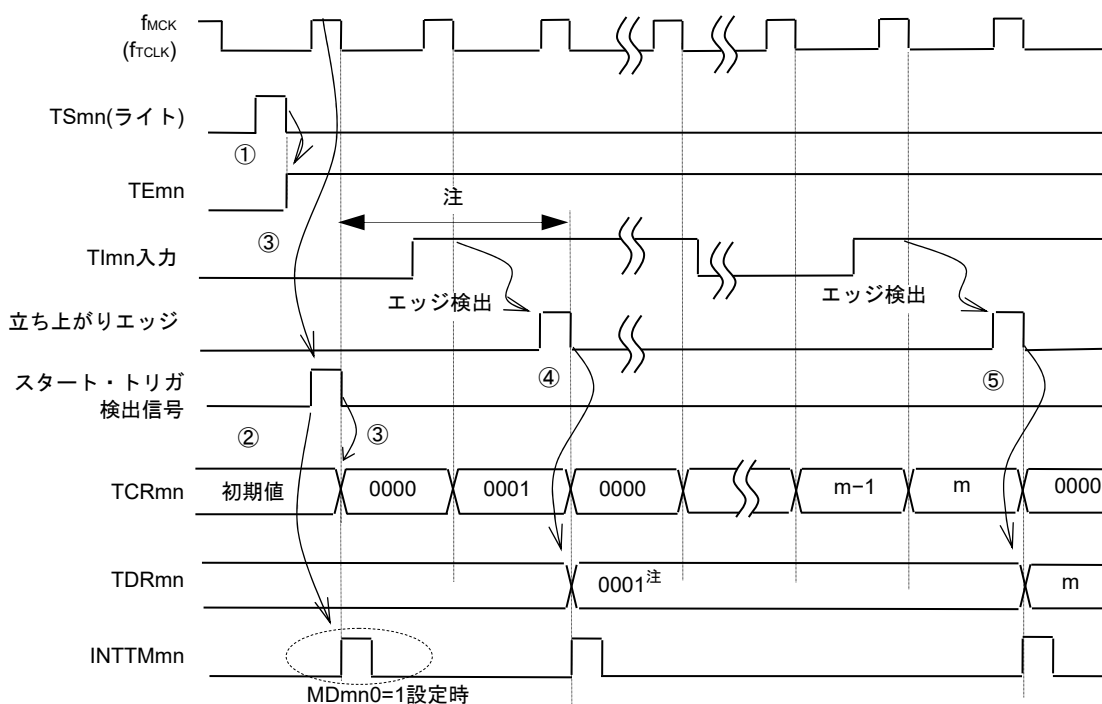 fMCK
(fTCLK)
TSmn(ライト)
①
TEmn
注
③
TImn入力
エッジ検出
エッジ検出
立ち上がりエッジ
④
⑤
スタート・トリガ
検出信号
②
③
TCRmn
初期値
0000
0001
0000
m−1
m
0000
TDRmn
0001注
m
INTTMmn
MDmn0=1設定時